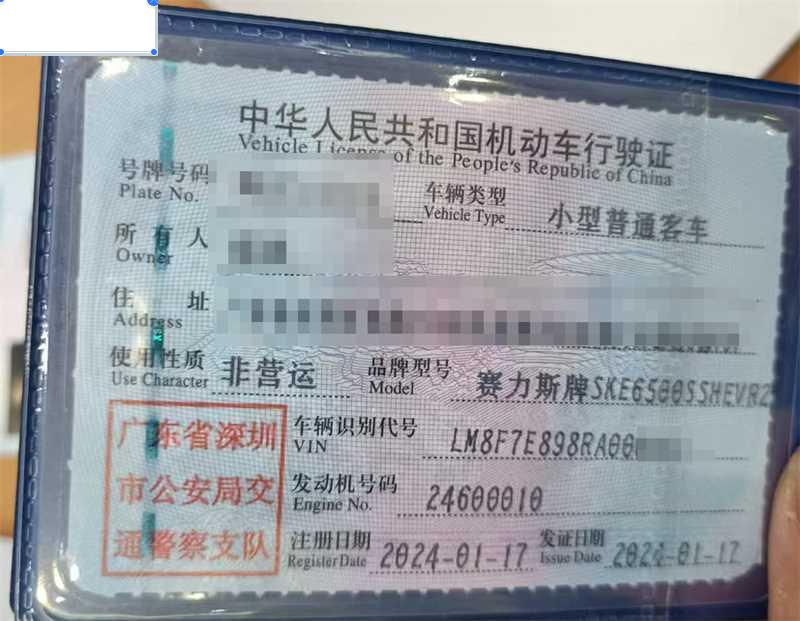 中华人民共和国机动车行驶证
Vehicle License of the People's Republic of China
号牌号码
Plate No.
车辆类型 小型普通客车
Vehicle Type
所有人
Owner
住址
Address
使用性质 非营运
Use Character
品牌型号 赛力斯牌SKE6500SSHEVR2
Model
广东省深圳
市公安局交
通警察支队
车辆识别代号 LM8F7E898RA00
VIN
发动机号码 24600010
Engine No.
注册日期 2024-01-17
Register Date
发证日期 2024-01-17
Issue Date